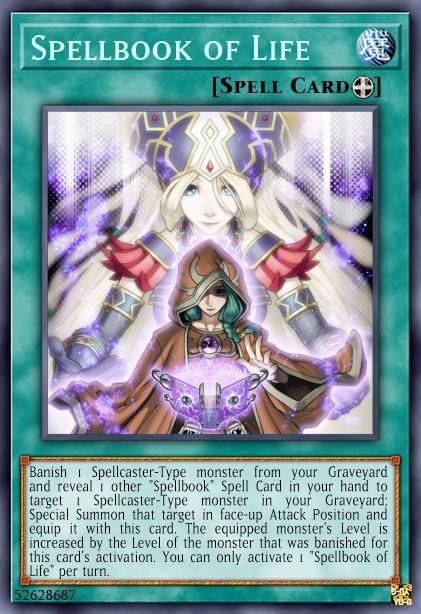 Spellbook of Life
魔
[Spell Card]
Banish 1 Spellcaster-Type monster from your Graveyard
and reveal 1 other "Spellbook" Spell Card in your hand to
target 1 Spellcaster-Type monster in your Graveyard;
Special Summon that target in face-up Attack Position and
equip it with this card. The equipped monster's Level is
increased by the Level of the monster that was banished for
this card's activation. You can only activate 1 "Spellbook of
Life" per turn.
52628687